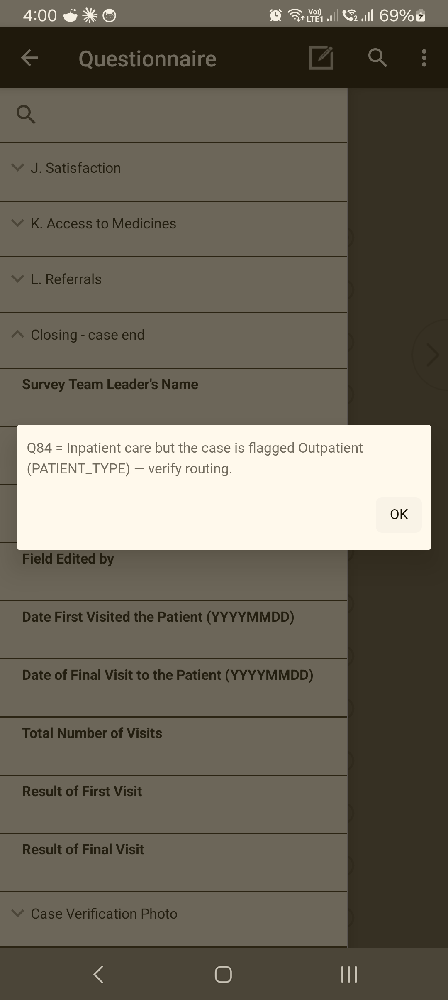 4:00
Vo))
LTE1
2
69%
Questionnaire
J. Satisfaction
K. Access to Medicines
L. Referrals
Closing - case end
Survey Team Leader's Name
Q84 = Inpatient care but the case is flagged Outpatient
(PATIENT_TYPE) — verify routing.
OK
Field Edited by
Date First Visited the Patient (YYYYMMDD)
Date of Final Visit to the Patient (YYYYMMDD)
Total Number of Visits
Result of First Visit
Result of Final Visit
Case Verification Photo